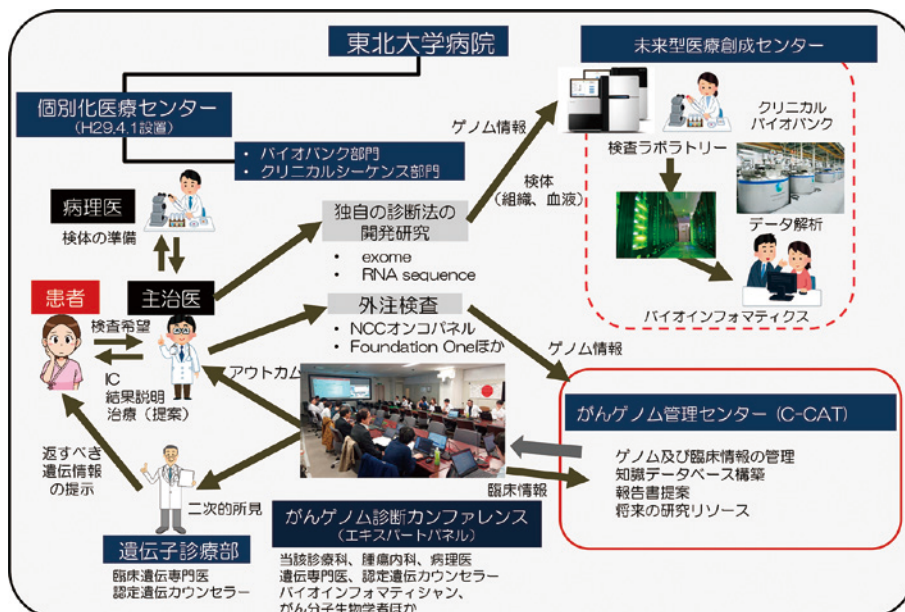 東北大学病院
未来型医療創成センター
個別化医療センター
(H29.4.1設置)
• バイオバンク部門
• クリニカルシーケンス部門
ゲノム情報
検査ラボラトリー
クリニカル
バイオバンク
検体
(組織、血液)
データ解析
バイオインフォマティクス
病理医
検体の準備
独自の診断法の
開発研究
• exome
• RNA sequence
患者
主治医
検査希望
IC
結果説明
治療(提案)
外注検査
• NCCオンコパネル
• Foundation Oneほか
アウトカム
ゲノム情報
がんゲノム管理センター (C-CAT)
ゲノム及び臨床情報の管理
知識データベース構築
報告書提案
将来の研究リソース
臨床情報
返すべき
遺伝情報
の提示
二次的所見
遺伝子診療部
臨床遺伝専門医
認定遺伝カウンセラー
がんゲノム診断カンファレンス
(エキスパートパネル)
当該診療科、腫瘍内科、病理医
遺伝専門医、認定遺伝カウンセラー
バイオインフォマティシャン、
がん分子生物学者ほか